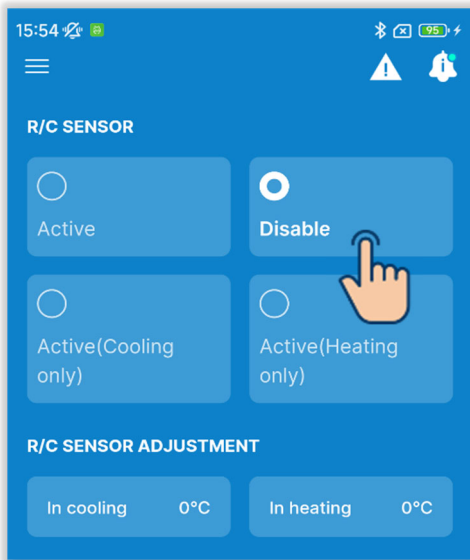 15:54
95
R/C SENSOR
Active
Disable
Active(Cooling
only)
Active(Heating
only)
R/C SENSOR ADJUSTMENT
In cooling 0°C
In heating 0°C